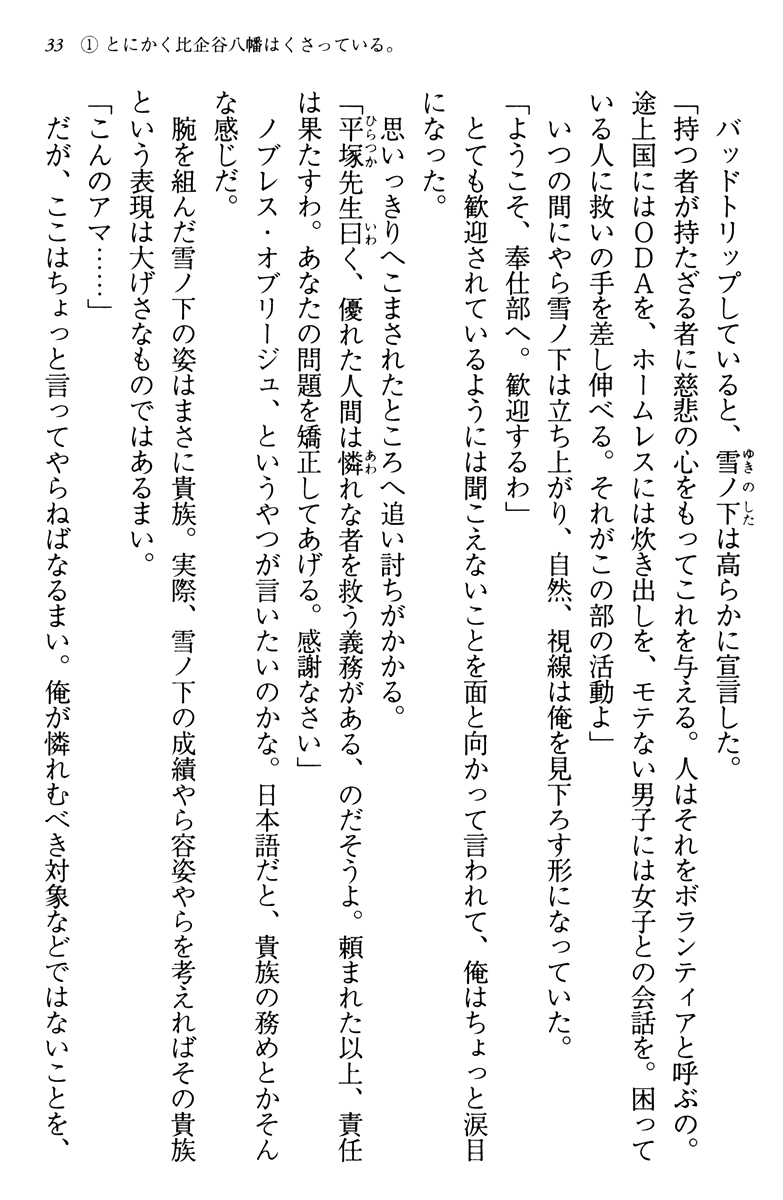 33　①とにかく比企谷八幡はくさっている。
バッドトリップしていると、雪ノ下は高らかに宣言した。
「持つ者が持たざる者に慈悲の心をもってこれを与える。人はそれをボランティアと呼ぶの。
途上国にはＯＤＡを、ホームレスには炊き出しを、モテない男子には女子との会話を。困って
いる人に救いの手を差し伸べる。それがこの部の活動よ」
いつの間にやら雪ノ下は立ち上がり、自然、視線は俺を見下ろす形になっていた。
「ようこそ、奉仕部へ。歓迎するわ」
とても歓迎されているようには聞こえないことを面と向かって言われて、俺はちょっと涙目
になった。
思いっきりへこまされたところへ追い討ちがかかる。
「平塚先生曰く、優れた人間は憐れな者を救う義務がある、のだそうよ。頼まれた以上、責任
は果たすわ。あなたの問題を矯正してあげる。感謝なさい」
ノブレス・オブリージュ、というやつが言いたいのかな。日本語だと、貴族の務めとかそん
な感じだ。
腕を組んだ雪ノ下の姿はまさに貴族。実際、雪ノ下の成績やら容姿やらを考えればその貴族
という表現は大げさなものではあるまい。
「こんのアマ……」
だが、ここはちょっと言ってやらねばなるまい。俺が憐れむべき対象などではないことを、